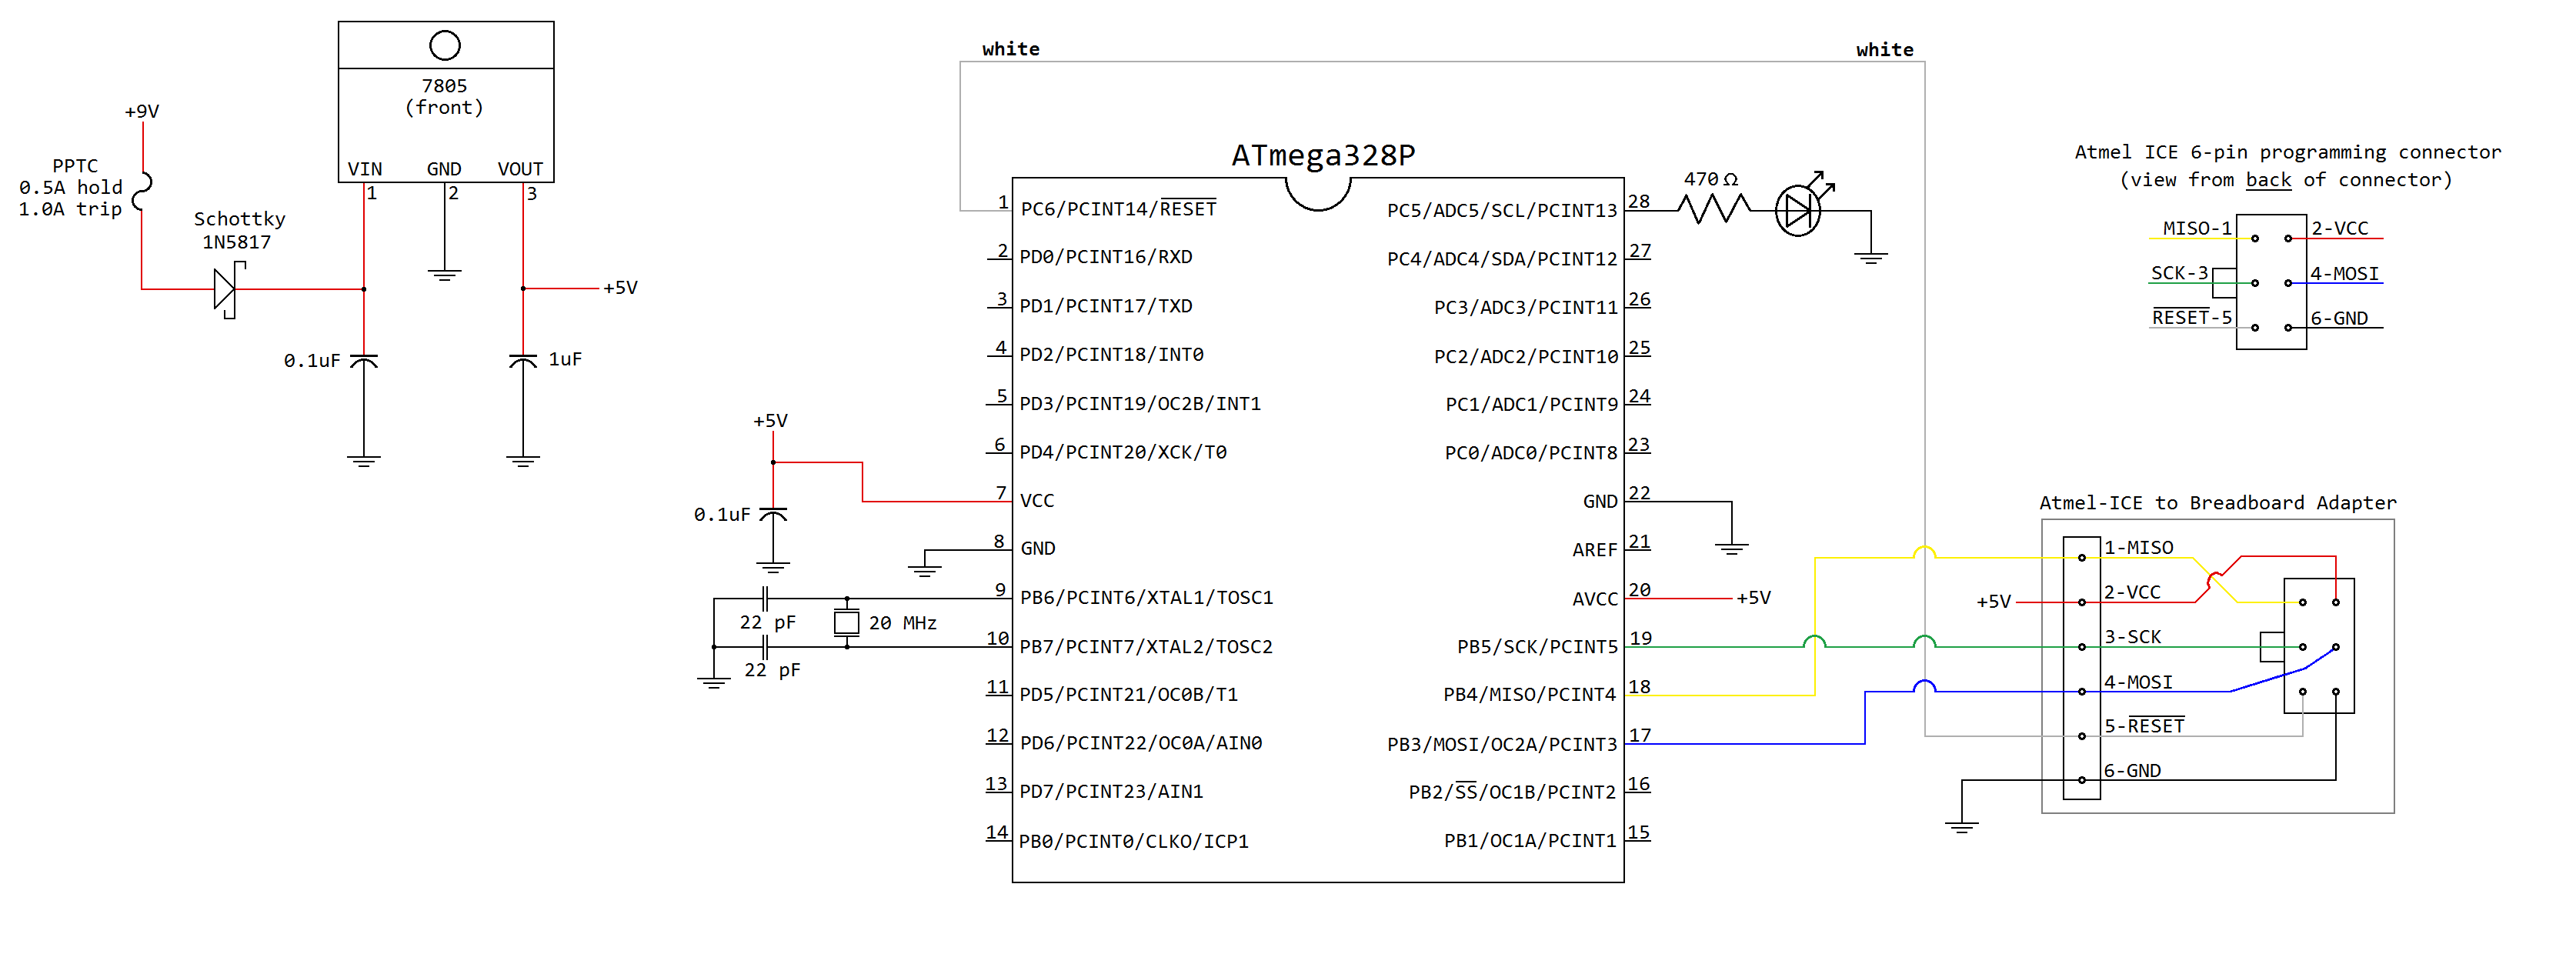 white
white
7805
(front)
+9V
PPTC
0.5A hold
1.0A trip
VIN
GND
VOUT
1
2
3
Schottky
1N5817
+5V
0.1uF
1uF
ATmega328P
1
PC6/PCINT14/RESET
2
PD0/PCINT16/RXD
3
PD1/PCINT17/TXD
4
PD2/PCINT18/INT0
5
PD3/PCINT19/OC2B/INT1
6
PD4/PCINT20/XCK/T0
7
VCC
8
GND
9
PB6/PCINT6/XTAL1/TOSC1
10
PB7/PCINT7/XTAL2/TOSC2
11
PD5/PCINT21/OC0B/T1
12
PD6/PCINT22/OC0A/AIN0
13
PD7/PCINT23/AIN1
14
PB0/PCINT0/CLKO/ICP1
+5V
0.1uF
22 pF
20 MHz
22 pF
PC5/ADC5/SCL/PCINT13
28
470 Ω
PC4/ADC4/SDA/PCINT12
27
PC3/ADC3/PCINT11
26
PC2/ADC2/PCINT10
25
PC1/ADC1/PCINT9
24
PC0/ADC0/PCINT8
23
GND
22
AREF
21
AVCC
20
+5V
PB5/SCK/PCINT5
19
PB4/MISO/PCINT4
18
PB3/MOSI/OC2A/PCINT3
17
PB2/SS/OC1B/PCINT2
16
PB1/OC1A/PCINT1
15
Atmel ICE 6-pin programming connector
(view from back of connector)
MISO-1
2-VCC
SCK-3
4-MOSI
RESET-5
6-GND
Atmel-ICE to Breadboard Adapter
1-MISO
+5V
2-VCC
3-SCK
4-MOSI
5-RESET
6-GND